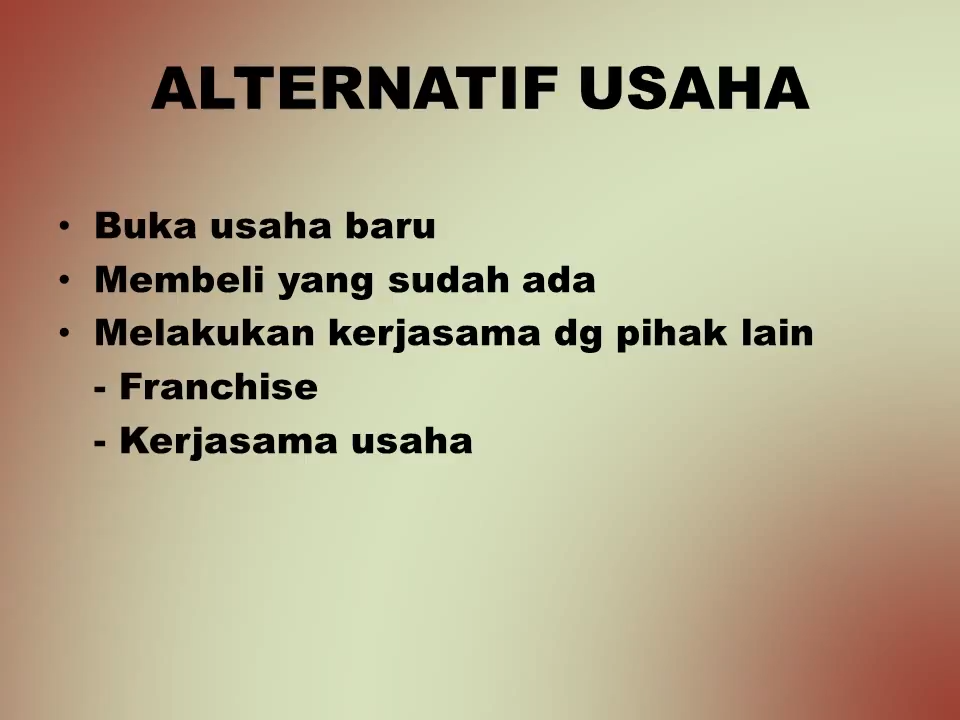 ALTERNATIF USAHA
• Buka usaha baru
• Membeli yang sudah ada
• Melakukan kerjasama dg pihak lain
- Franchise
- Kerjasama usaha